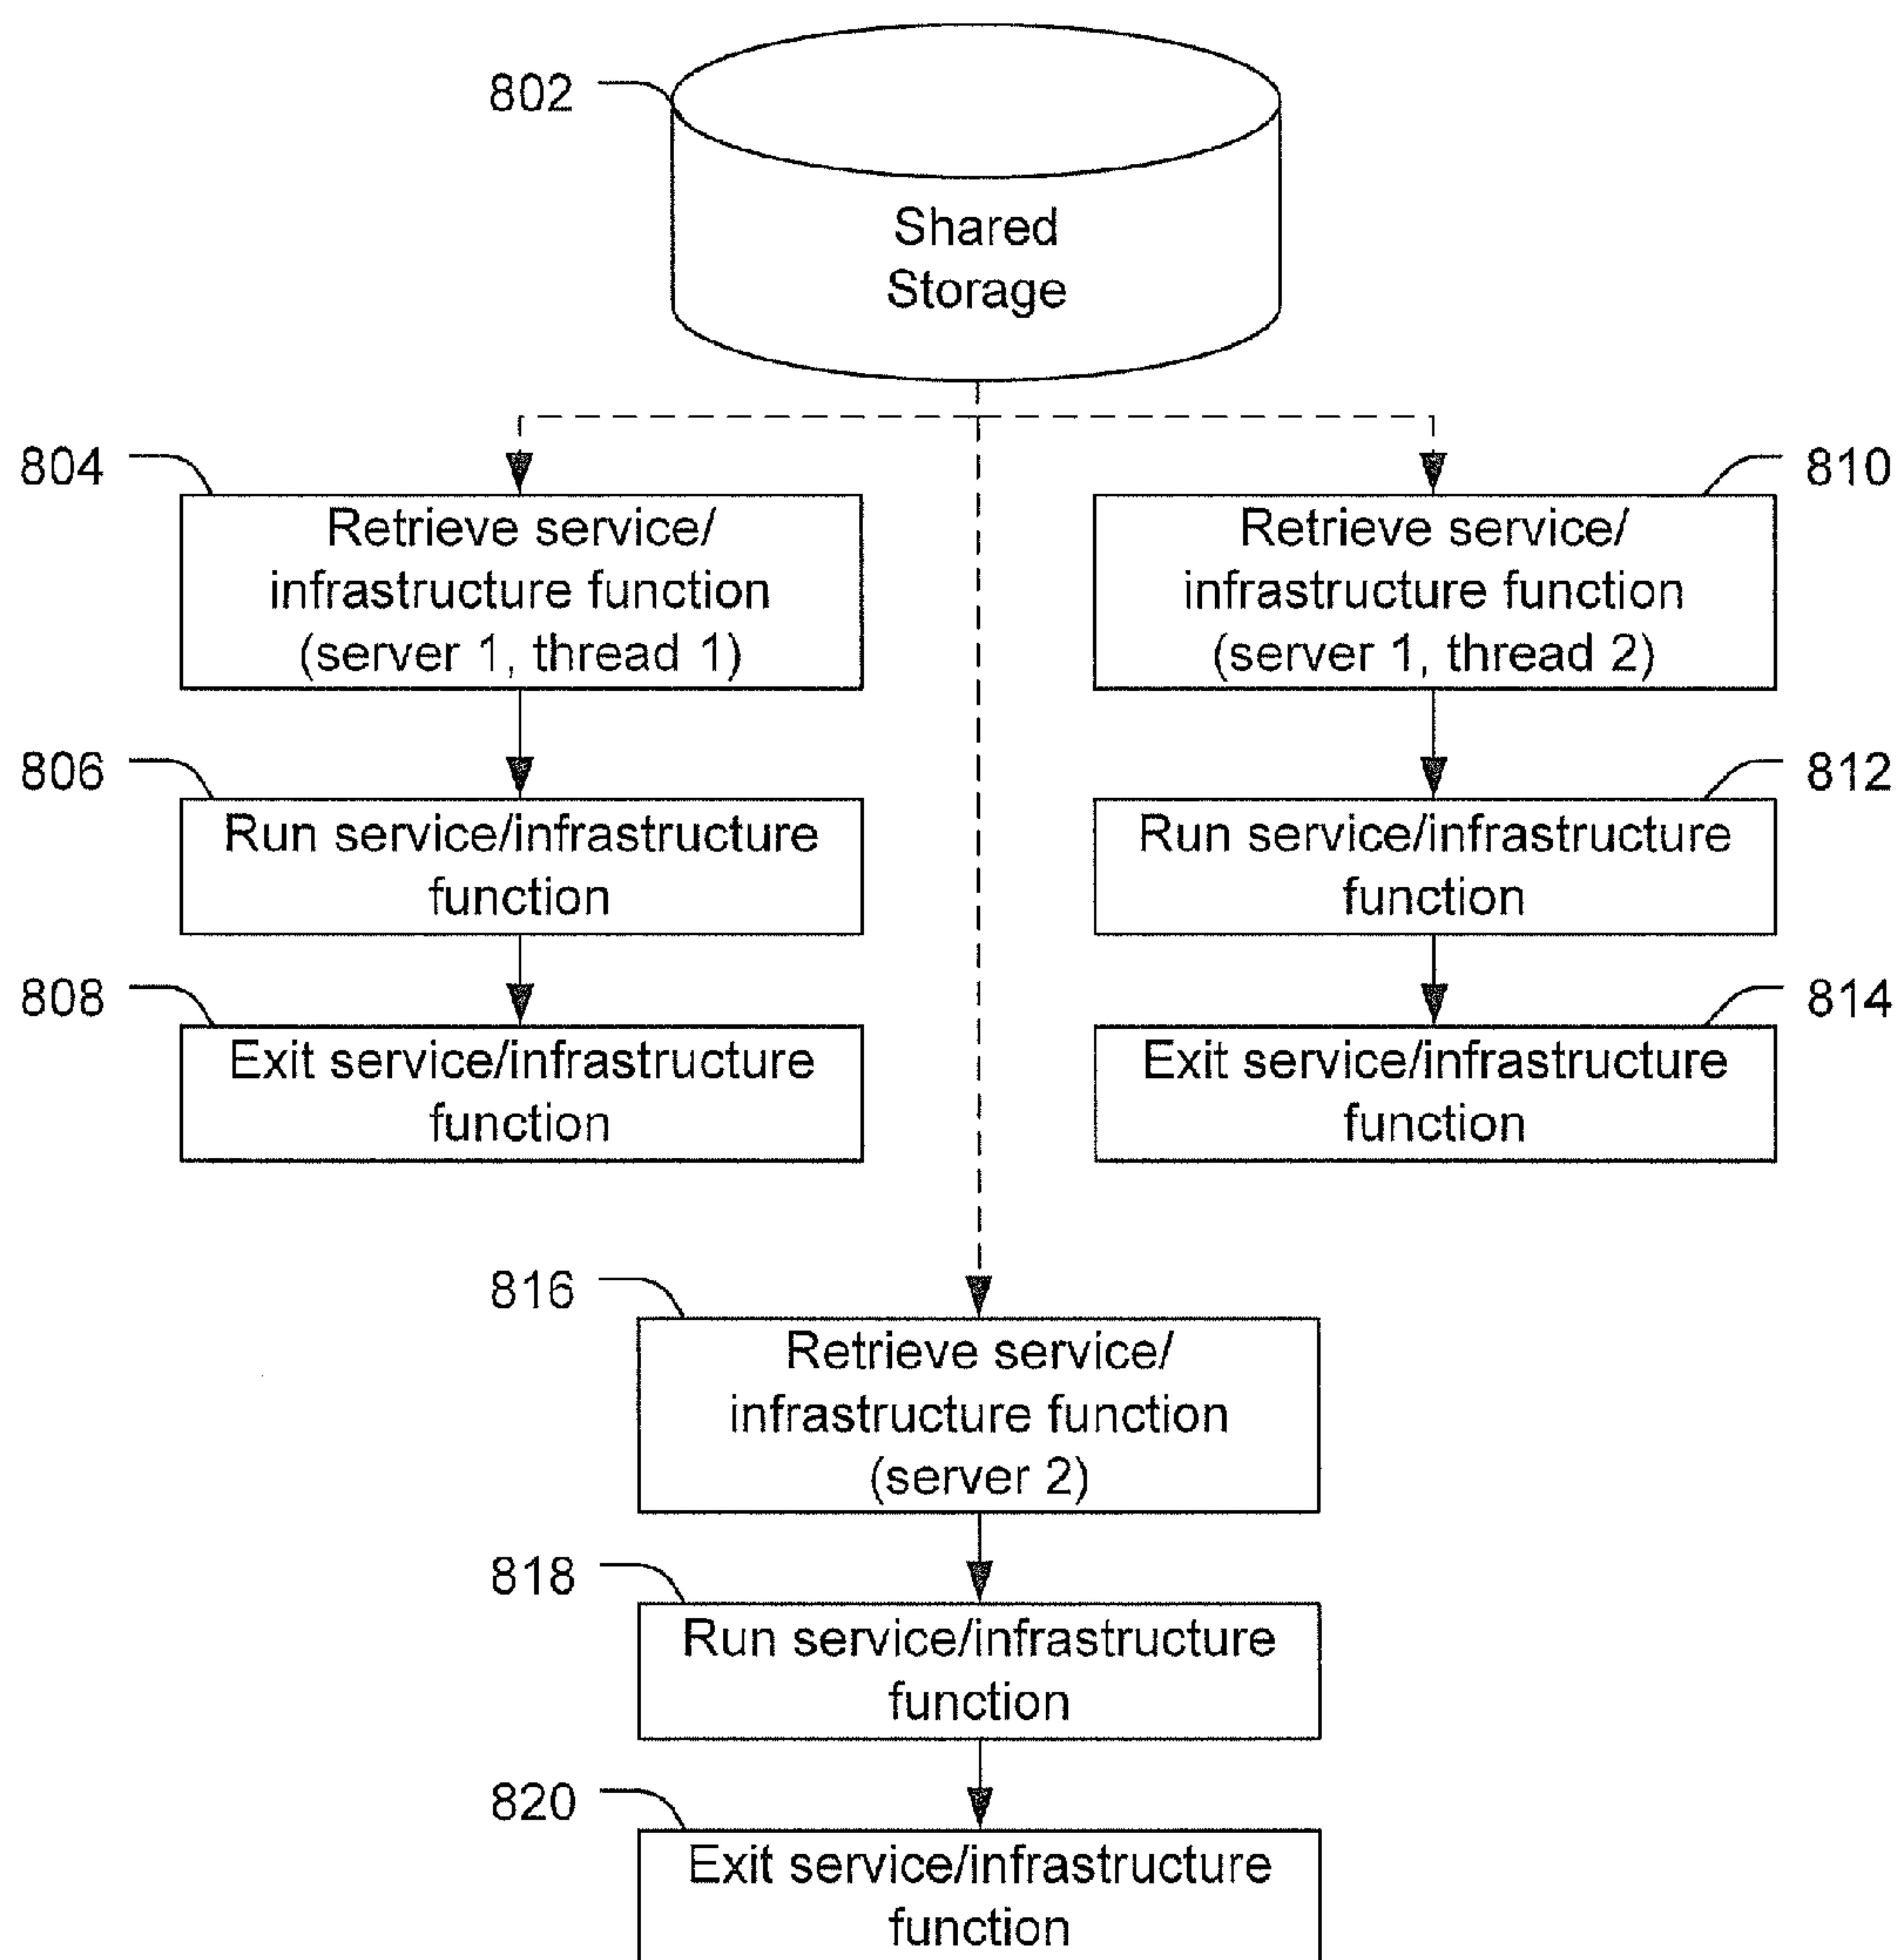 802
Shared
Storage
804
Retrieve service/
infrastructure function
(server 1, thread 1)
810
Retrieve service/
infrastructure function
(server 1, thread 2)
806
Run service/infrastructure
function
812
Run service/infrastructure
function
808
Exit service/infrastructure
function
814
Exit service/infrastructure
function
816
Retrieve service/
infrastructure function
(server 2)
818
Run service/infrastructure
function
820
Exit service/infrastructure
function